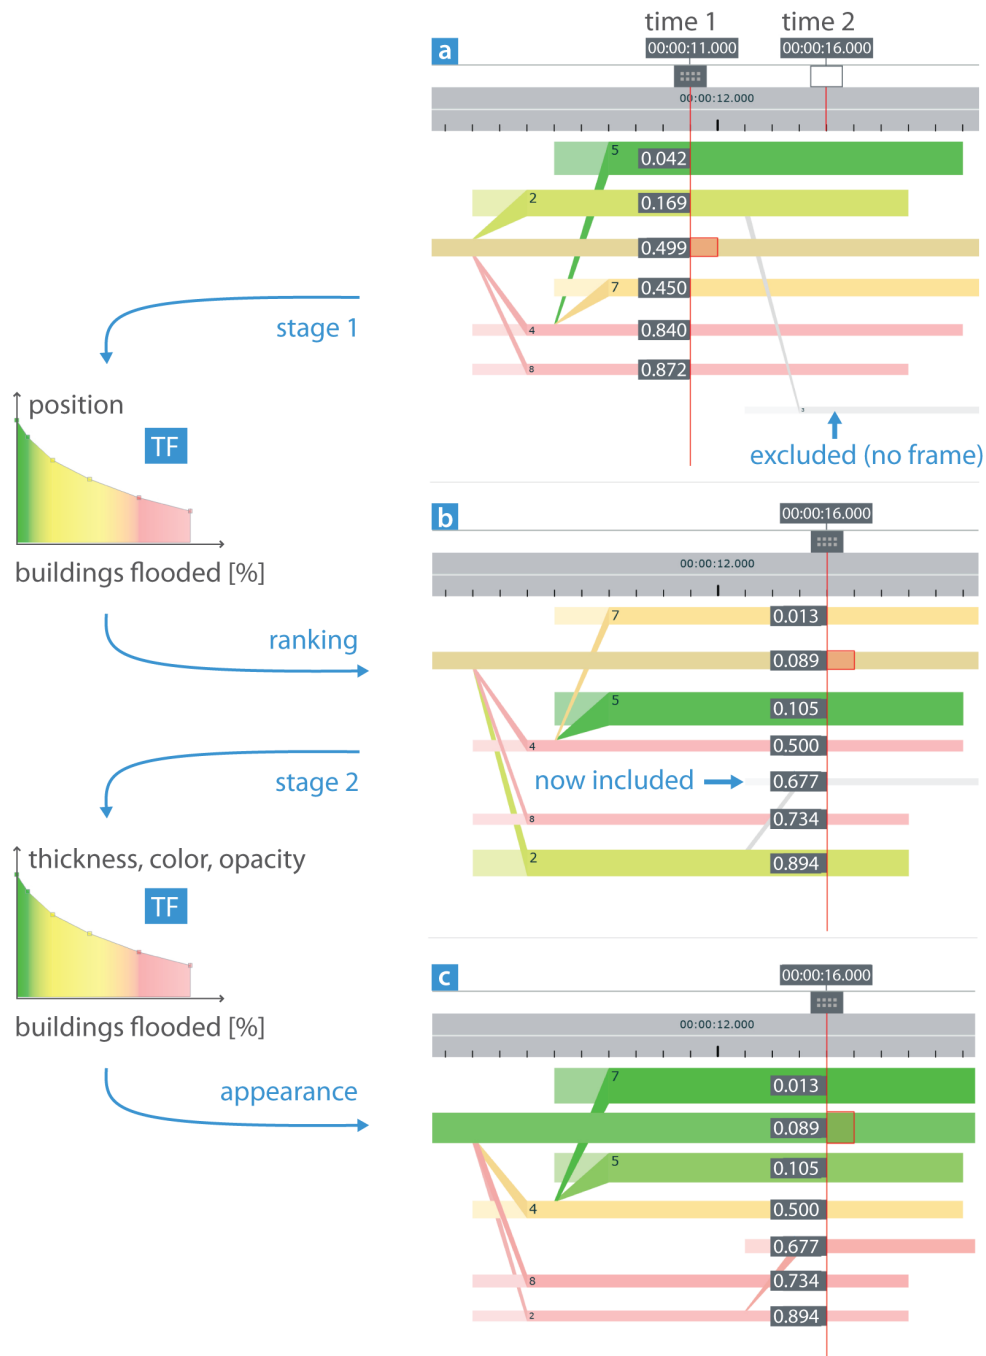 time 1
time 2
a
00:00:11.000
00:00:16.000
00:00:12.000
5
0.042
2
0.169
0.499
7
0.450
4
0.840
8
0.872
3
excluded (no frame)
stage 1
position
TF
buildings flooded [%]
ranking
b
00:00:16.000
00:00:12.000
7
0.013
0.089
5
0.105
4
0.500
now included
0.677
8
0.734
2
0.894
stage 2
thickness, color, opacity
TF
buildings flooded [%]
appearance
c
00:00:16.000
00:00:12.000
7
0.013
0.089
5
0.105
4
0.500
0.677
8
0.734
2
0.894